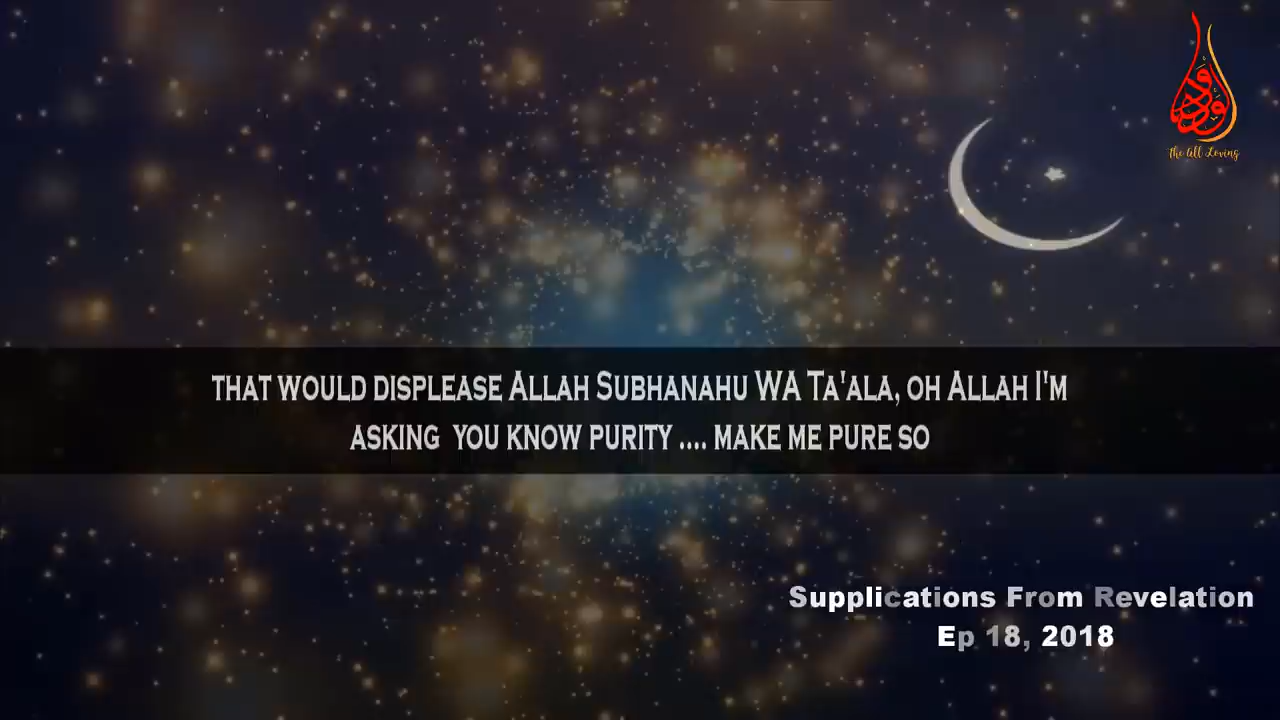 The All Loving
THAT WOULD DISPLEASE ALLAH SUBHANAHU WA TA'ALA, OH ALLAH I'M
ASKING YOU KNOW PURITY .... MAKE ME PURE SO
Supplications From Revelation
Ep 18, 2018